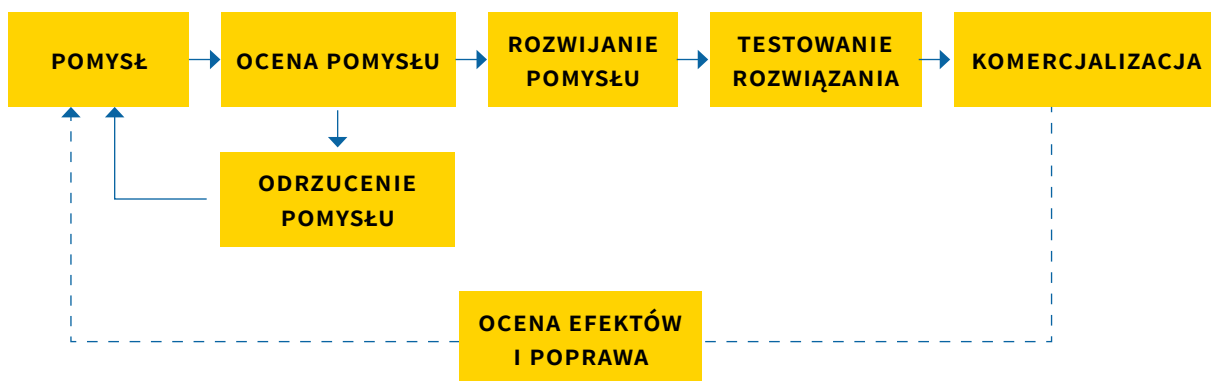 POMYSŁ
OCENA POMYSŁU
ROZWIJANIE
POMYSŁU
TESTOWANIE
ROZWIĄZANIA
KOMERCJALIZACJA
ODRZUCENIE
POMYSŁU
OCENA EFEKTÓW
I POPRAWA